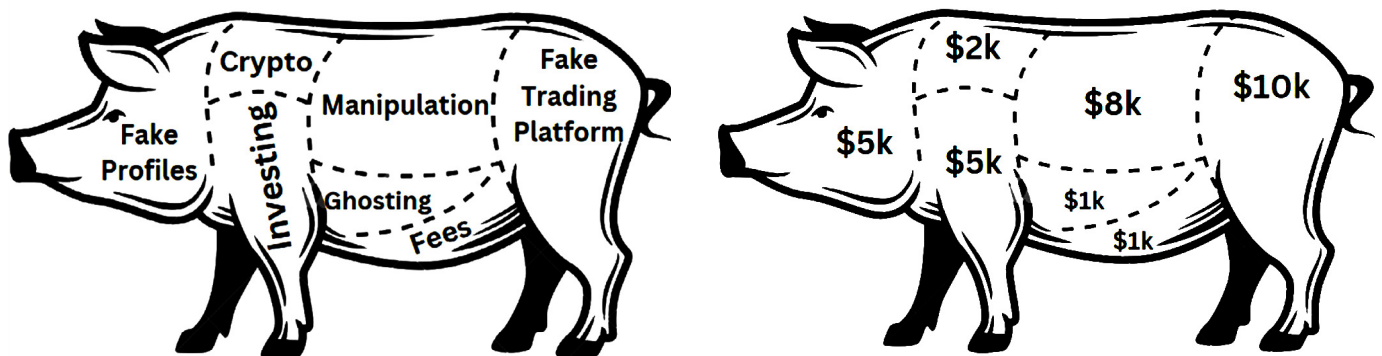 Fake
Profiles
Crypto
Investing
Manipulation
Ghosting
Fees
Fake
Trading
Platform
$5k
$2k
$5k
$8k
$1k
$1k
$10k